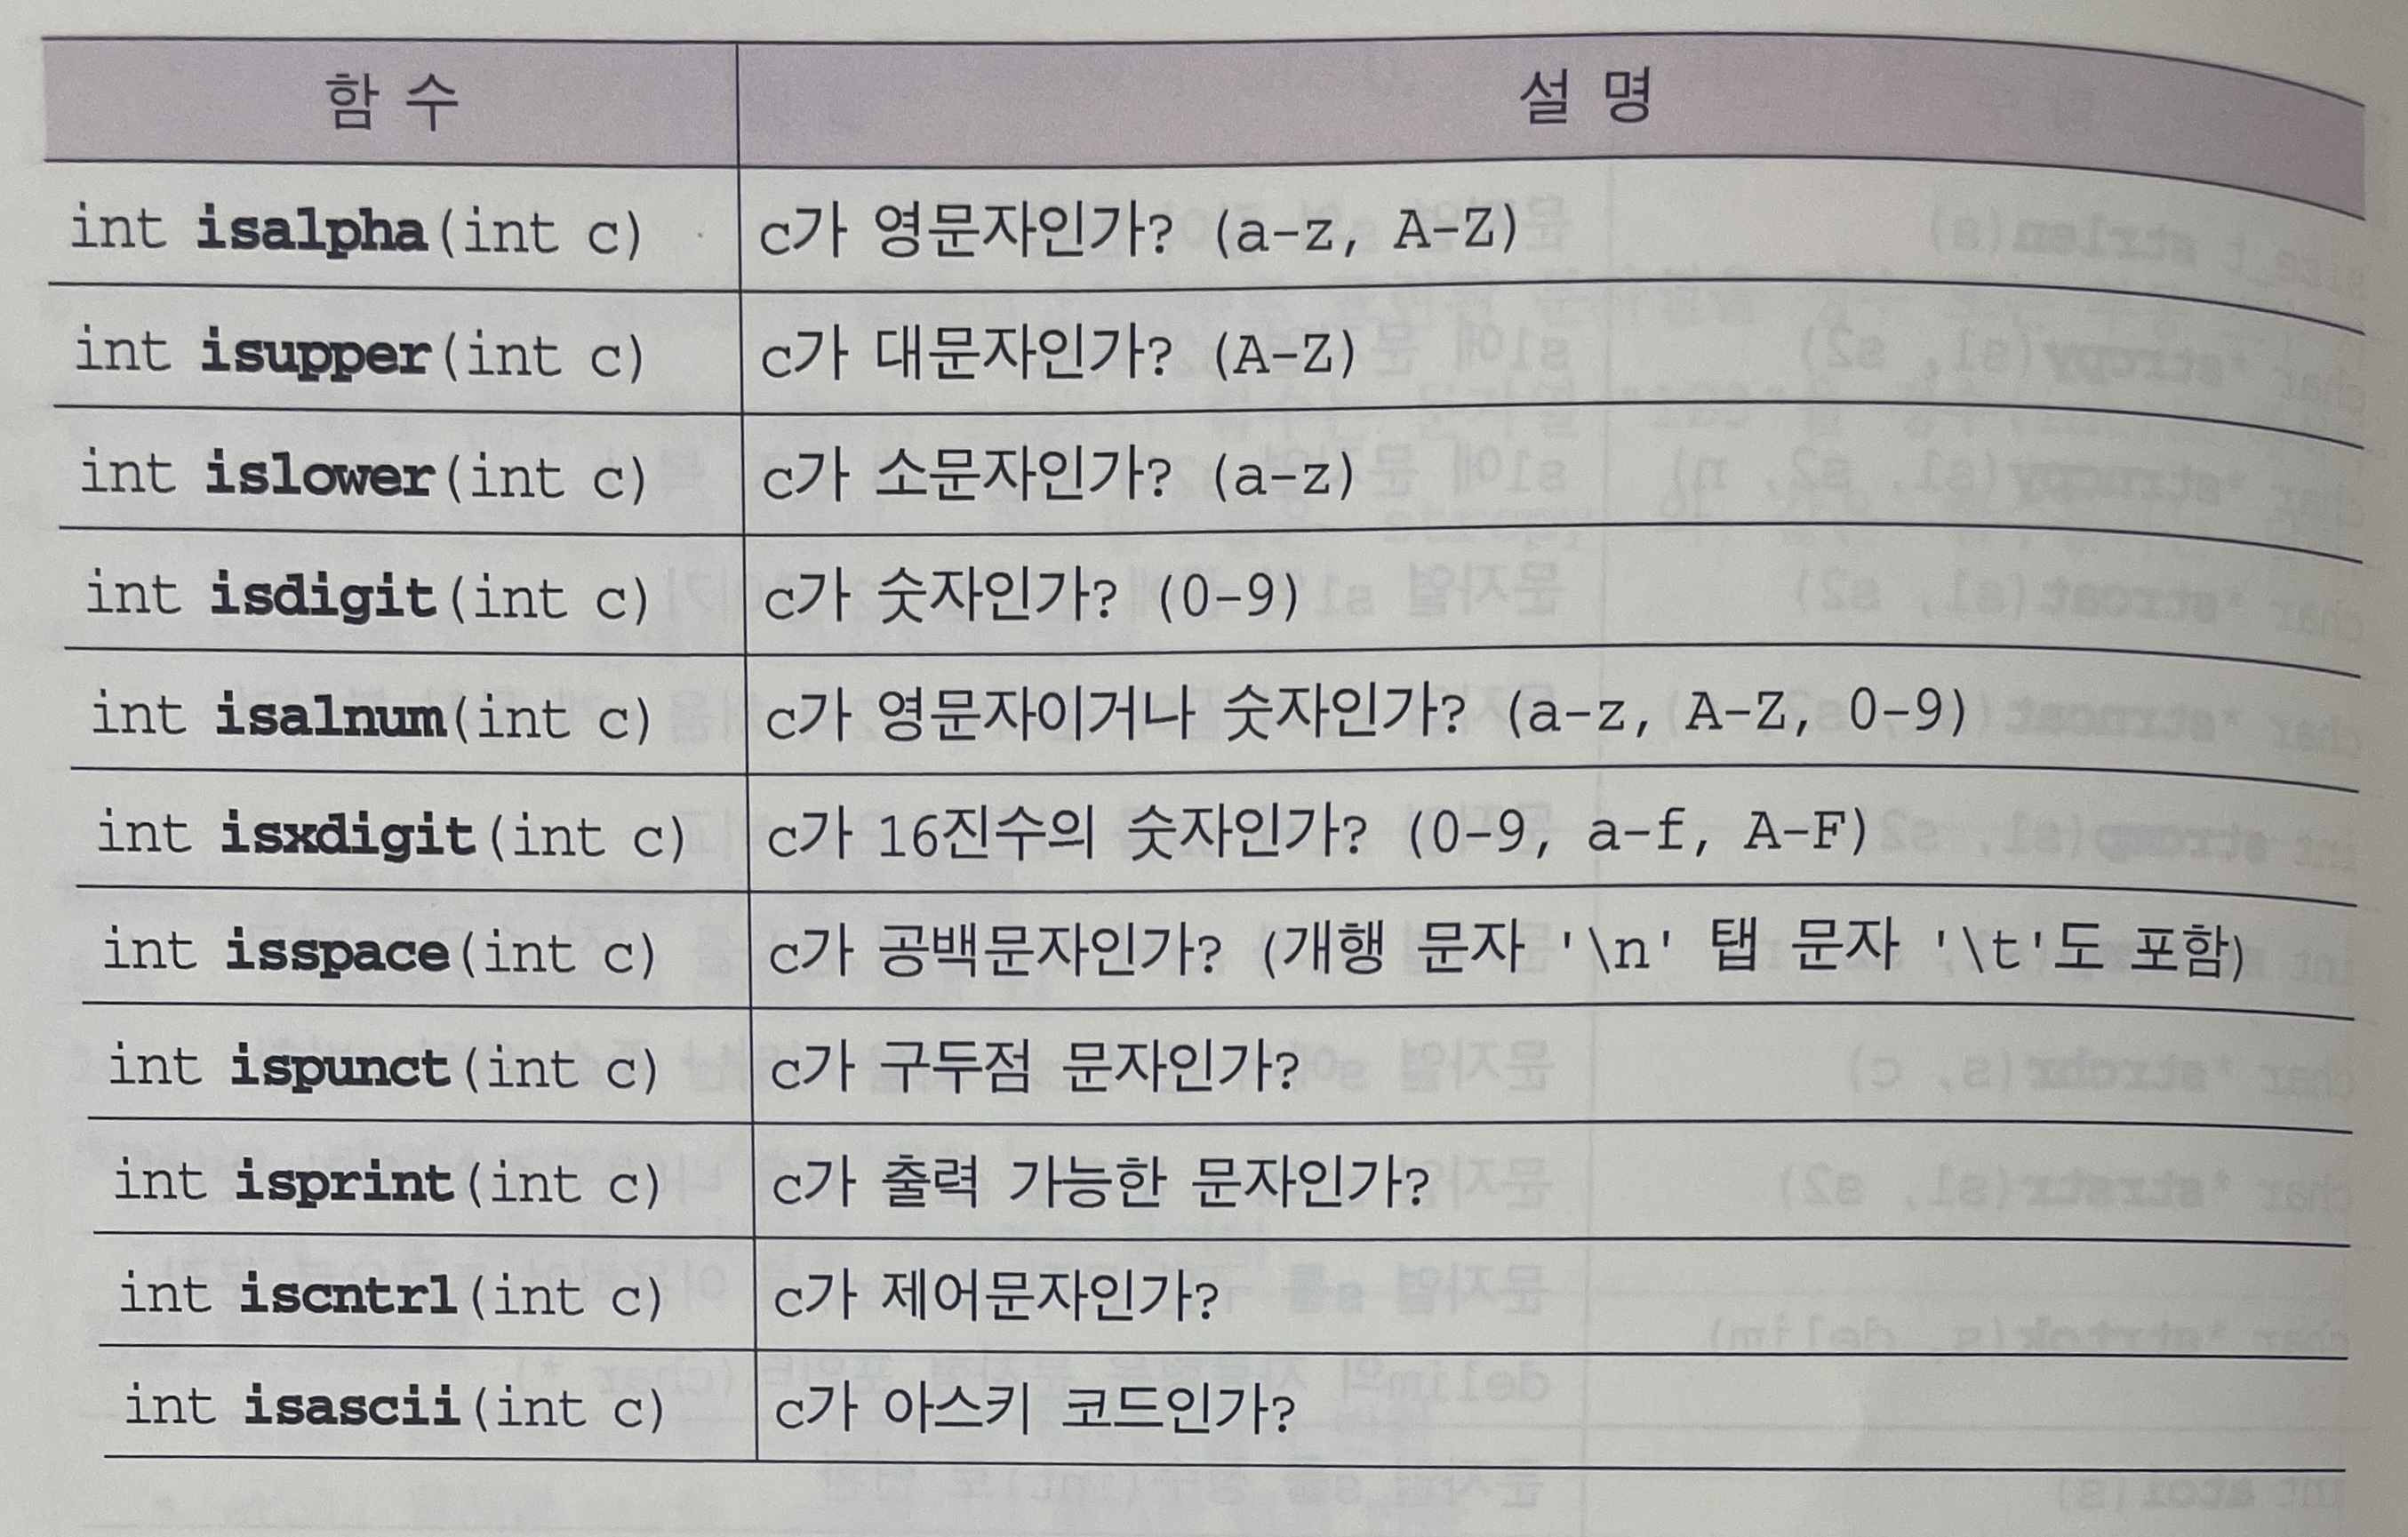 함 수 설 명
int isalpha(int c) c가 영문자인가? (a-z, A-Z)
int isupper(int c) c가 대문자인가? (A-Z)
int islower(int c) c가 소문자인가? (a-z)
int isdigit(int c) c가 숫자인가? (0-9)
int isalnum(int c) c가 영문자이거나 숫자인가? (a-z, A-Z, 0-9)
int isxdigit(int c) c가 16진수의 숫자인가? (0-9, a-f, A-F)
int isspace(int c) c가 공백문자인가? (개행 문자 '\n' 탭 문자 '\t'도 포함)
int ispunct(int c) c가 구두점 문자인가?
int isprint(int c) c가 출력 가능한 문자인가?
int iscntrl(int c) c가 제어문자인가?
int isascii(int c) c가 아스키 코드인가?